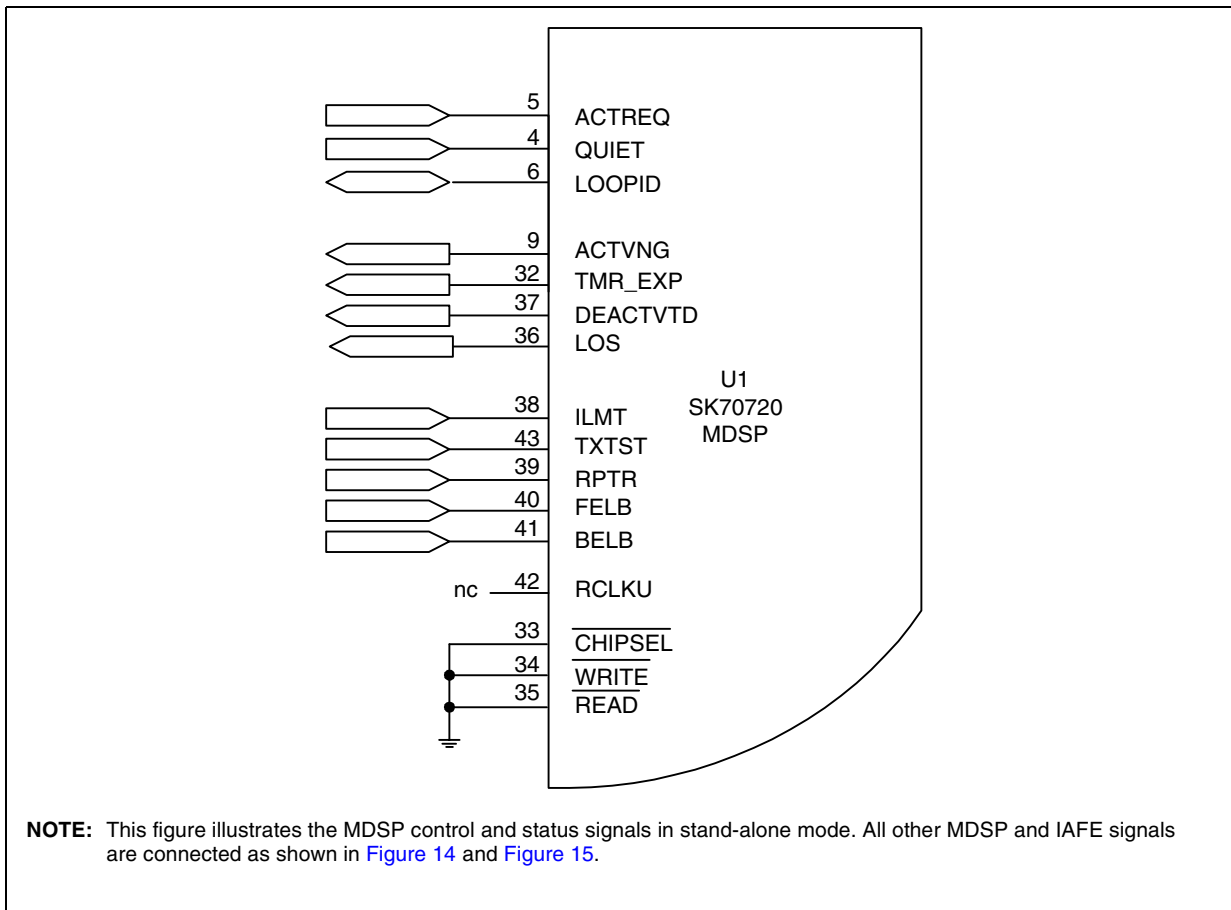 5 ACTREQ
4 QUIET
6 LOOPID
9 ACTVNG
32 TMR_EXP
37 DEACTVTD
36 LOS
U1
SK70720
MDSP
38 ILMT
43 TXTST
39 RPTR
40 FELB
41 BELB
nc 42 RCLKU
33 CHIPSEL
34 WRITE
35 READ
NOTE: This figure illustrates the MDSP control and status signals in stand-alone mode. All other MDSP and IAFE signals
are connected as shown in Figure 14 and Figure 15.